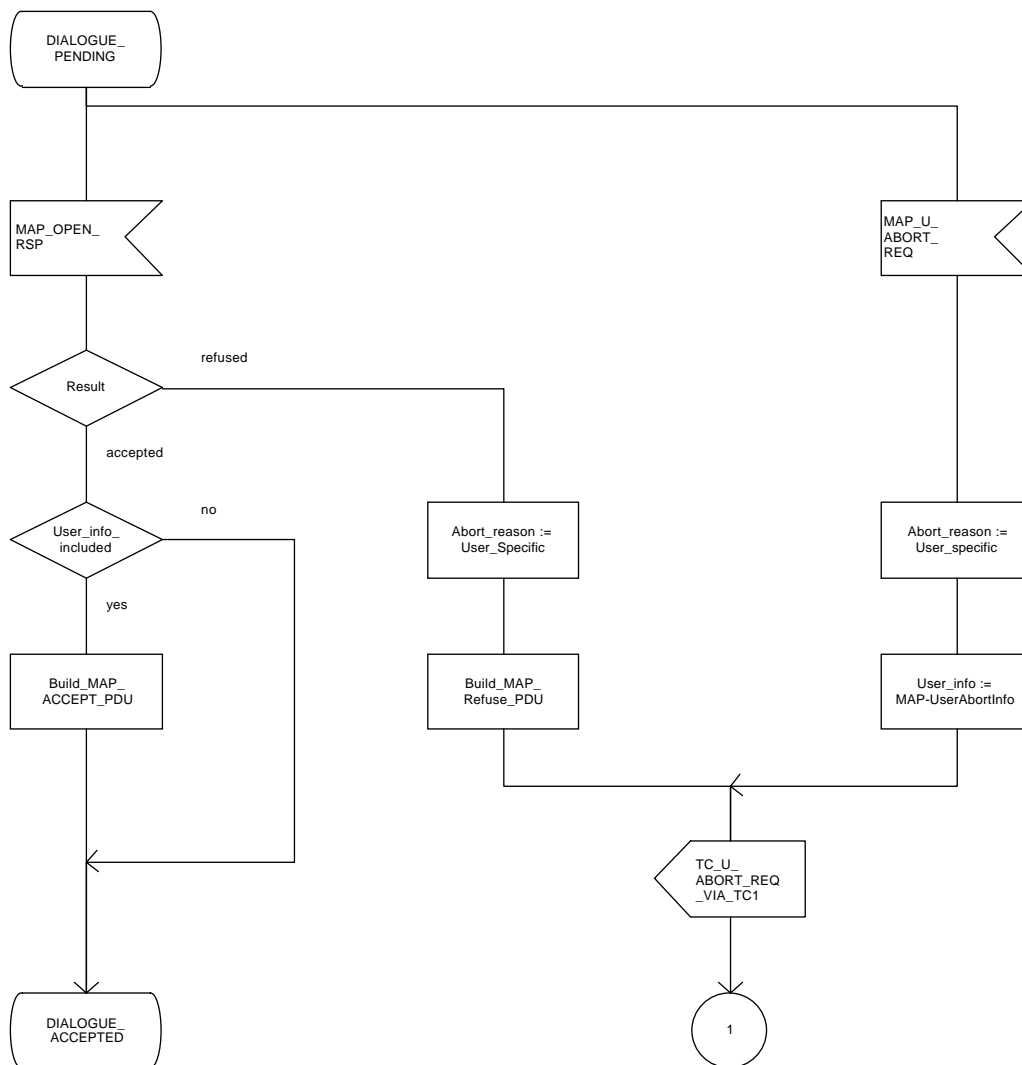 DIALOGUE_
PENDING
MAP_OPEN_
RSP
MAP_U_
ABORT_
REQ
refused
Result
accepted
no
User_info_
included
Abort_reason :=
User_Specific
Abort_reason :=
User_specific
yes
Build_MAP_
ACCEPT_PDU
Build_MAP_
Refuse_PDU
User_info :=
MAP-UserAbortInfo
TC_U_
ABORT_REQ
_VIA_TC1
DIALOGUE_
ACCEPTED
1